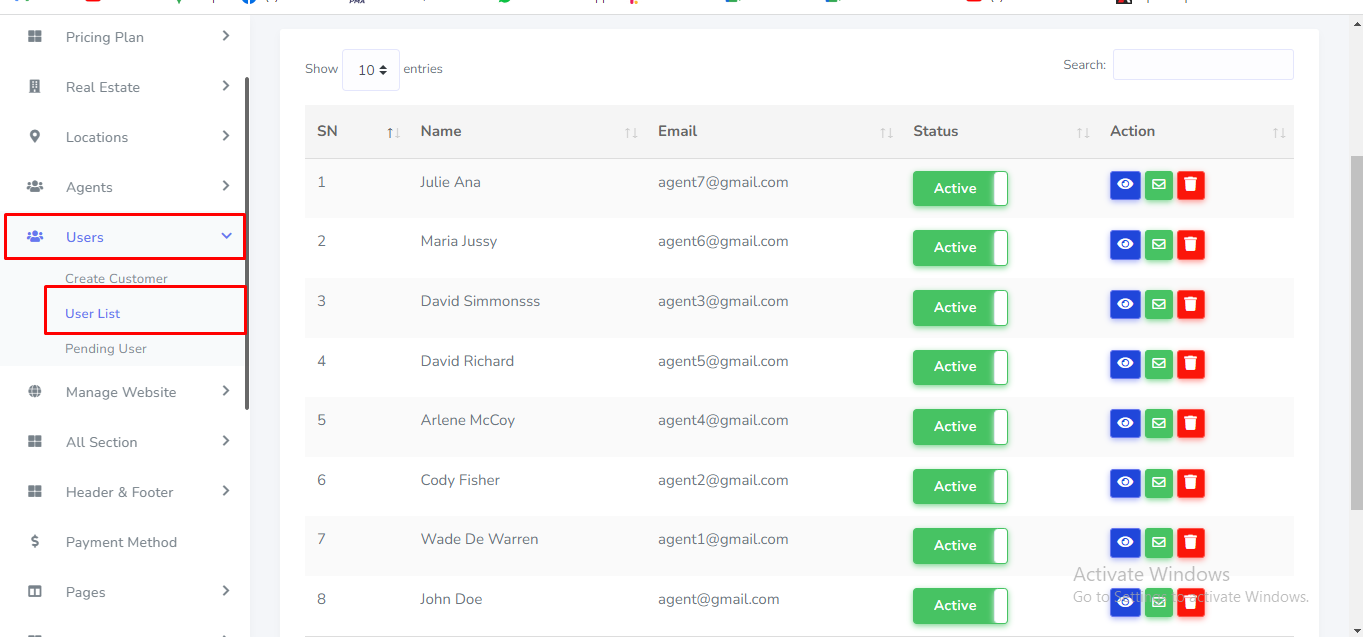 Pricing Plan
Real Estate
Locations
Agents
Users
Create Customer
User List
Pending User
Manage Website
All Section
Header & Footer
Payment Method
Pages
Show 10 entries
Search:
SN Name Email Status Action
1 Julie Ana agent7@gmail.com Active
2 Maria Jussy agent6@gmail.com Active
3 David Simmonsss agent3@gmail.com Active
4 David Richard agent5@gmail.com Active
5 Arlene McCoy agent4@gmail.com Active
6 Cody Fisher agent2@gmail.com Active
7 Wade De Warren agent1@gmail.com Active
8 John Doe agent@gmail.com Active
Activate Windows
Go to Settings to activate Windows.